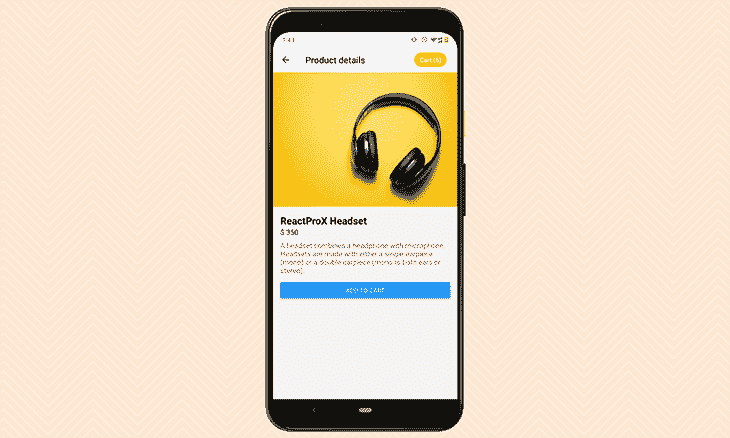 Product details
Cart (5)
ReactProX Headset
$ 350
A headset combines a headphone with microphone.
Headsets are made with either a single-earpiece
(mono) or a double-earpiece (mono to both ears or
stereo).
ADD TO CART